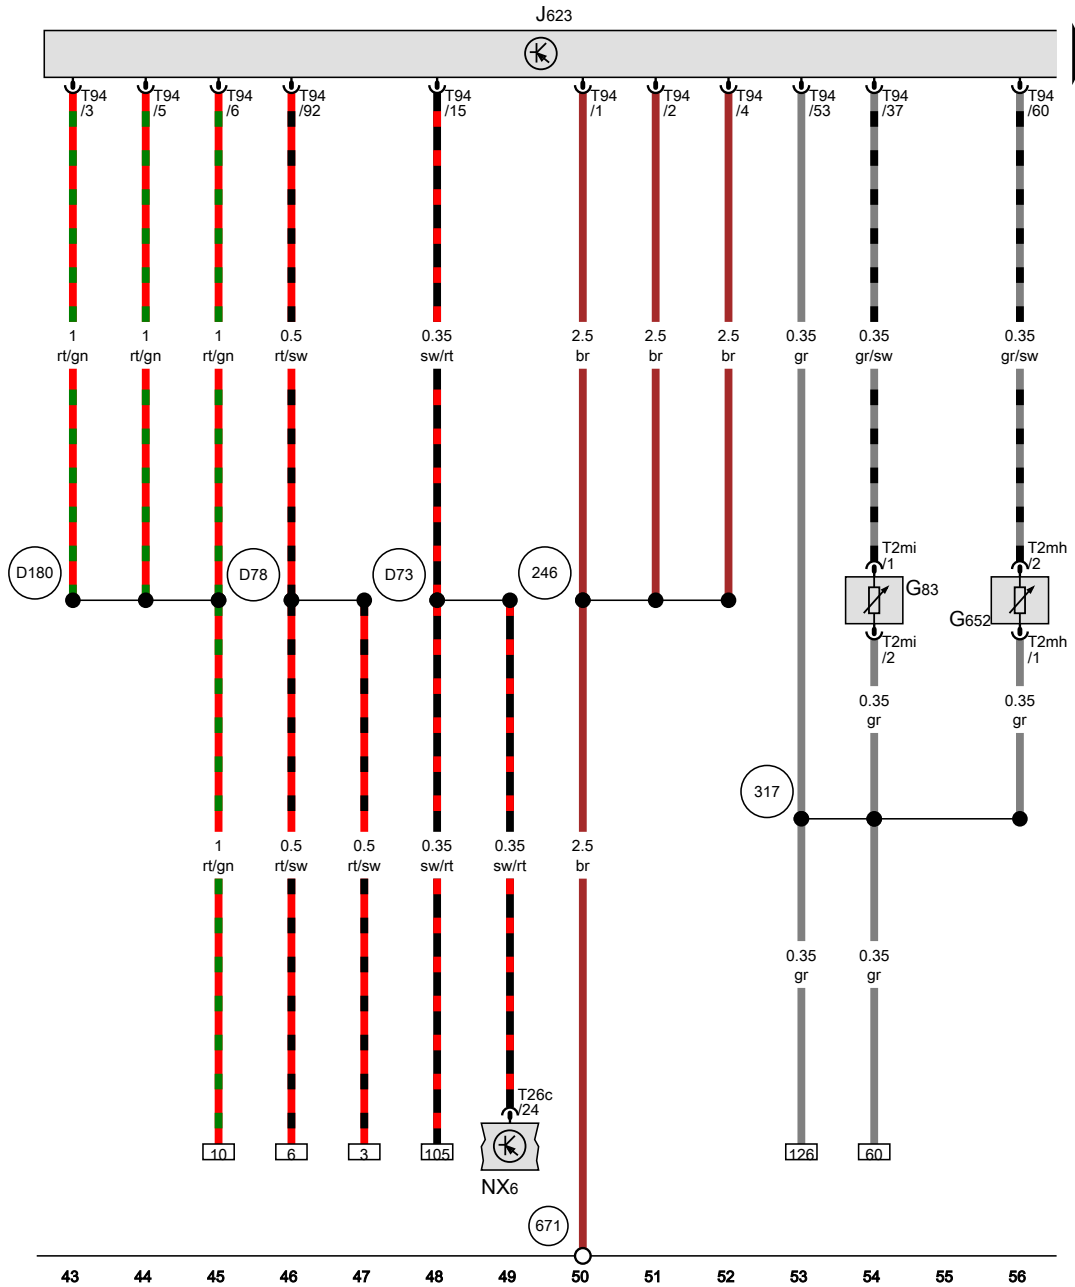 J623
T94 T94 T94 T94 T94 T94 T94 T94 T94 T94 T94
/3 /5 /6 /92 /15 /1 /2 /4 /53 /37 /60
1 1 1 0.5 0.35 2.5 2.5 2.5 0.35 0.35 0.35
rt/gn rt/gn rt/gn rt/sw sw/rt br br br gr gr/sw gr/sw
T2mi T2mh
/1 /2
D180 D78 D73 246
G83
G652
T2mi T2mh
/2 /1
0.35 0.35
gr gr
317
1 0.5 0.5 0.35 0.35 2.5
rt/gn rt/sw rt/sw sw/rt sw/rt br
0.35 0.35
gr gr
T26c
/24
10 6 3 105 126 60
NX6
671
43 44 45 46 47 48 49 50 51 52 53 54 55 56